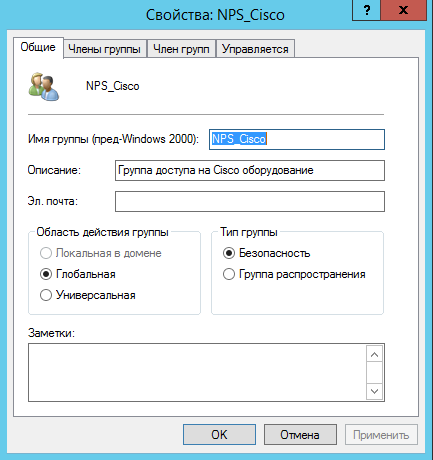 Свойства: NPS_Cisco
? x
Общие Члены группы Член групп Управляется
NPS_Cisco
Имя группы (пред-Windows 2000): NPS_Cisco
Описание: Группа доступа на Cisco оборудование
Эл. почта:
Область действия группы Тип группы
Локальная в домене Безопасность
Глобальная Группа распространения
Универсальная
Заметки:
OK Отмена Применить